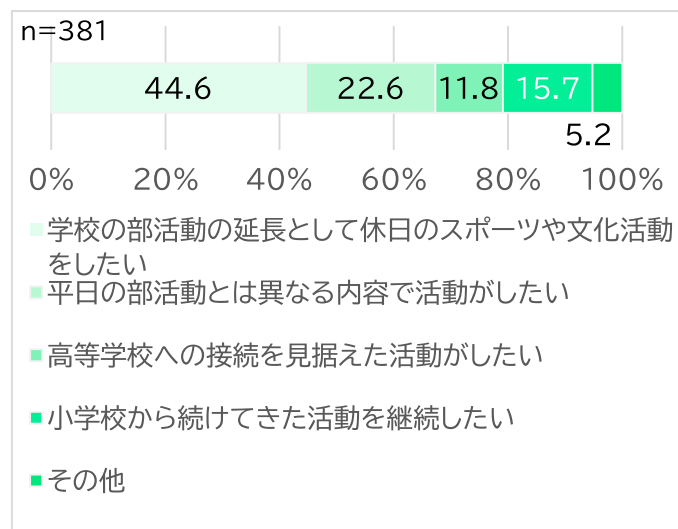 n=381
44.6 22.6 11.8 15.7
5.2
0% 20% 40% 60% 80% 100%
学校の部活動の延長として休日のスポーツや文化活動
をしたい
平日の部活動とは異なる内容で活動がしたい
高等学校への接続を見据えた活動がしたい
小学校から続けてきた活動を継続したい
その他